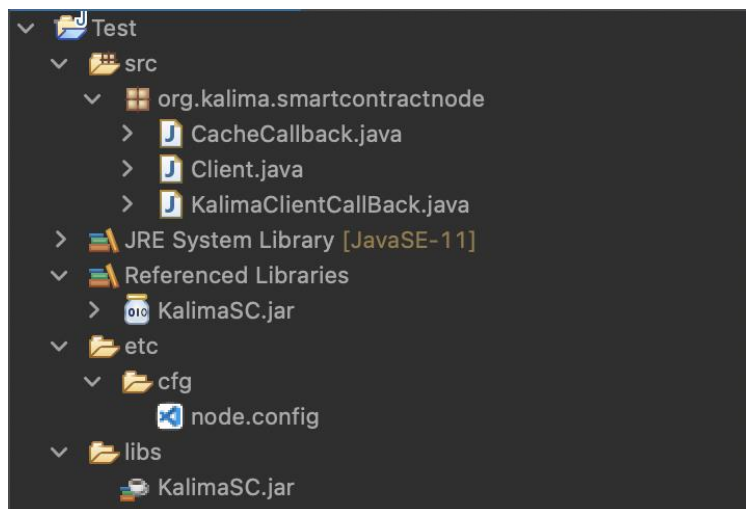 Test
src
org.kalima.smartcontractnode
CacheCallback.java
Client.java
KalimaClientCallBack.java
JRE System Library [JavaSE-11]
Referenced Libraries
KalimaSC.jar
etc
cfg
node.config
libs
KalimaSC.jar